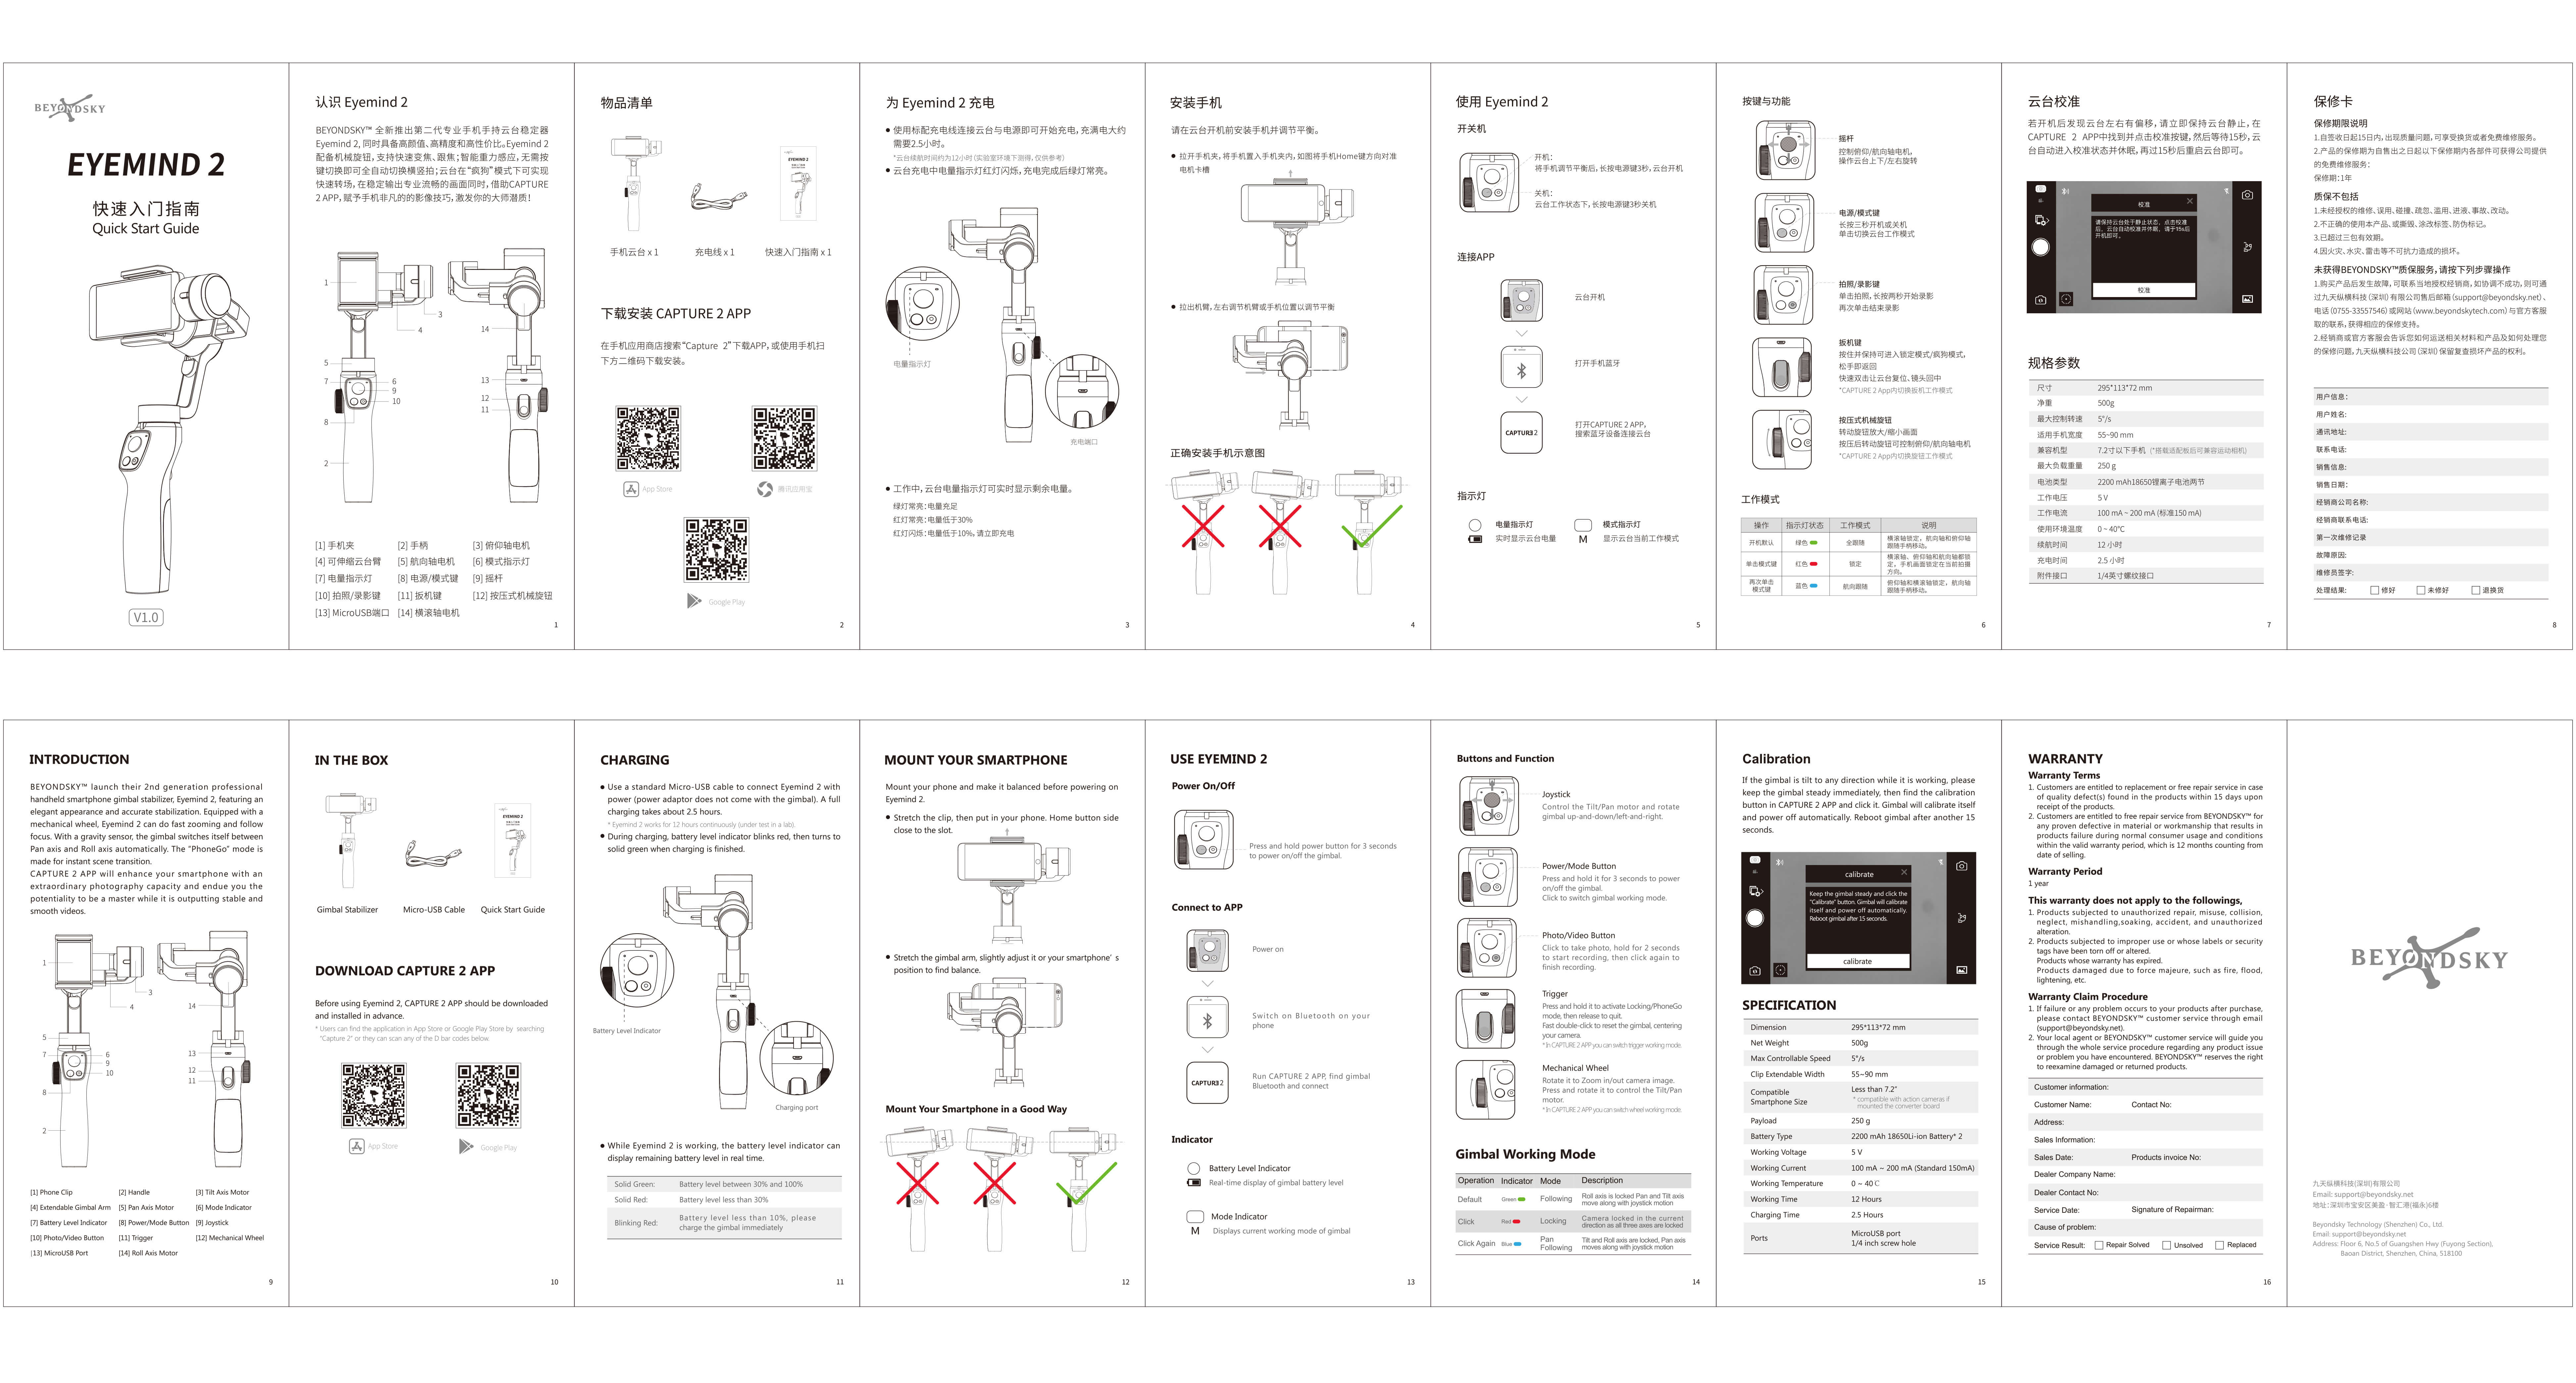 BEYONDSKY
EYEMIND 2
快速入门指南
Quick Start Guide
V1.0
认识 Eyemind 2
BEYONDSKY™ 全新推出第二代专业手机手持云台稳定器
Eyemind 2, 同时具备高颜值、高精度和高性价比。Eyemind 2
配备机械旋钮，支持快速变焦、跟焦；智能重力感应，无需按
键切换即可全自动切换横竖拍；云台在“疯狗”模式下可实现
快速转场，在稳定输出专业流畅的画面同时，借助CAPTURE
2 APP，赋予手机非凡的的影像技巧，激发你的大师潜质！
1
3
4
14
5
7
6
9
10
13
12
11
8
2
[1] 手机夹 [2] 手柄 [3] 俯仰轴电机
[4] 可伸缩云台臂 [5] 航向轴电机 [6] 模式指示灯
[7] 电量指示灯 [8] 电源/模式键 [9] 摇杆
[10] 拍照/录影键 [11] 扳机键 [12] 按压式机械旋钮
[13] MicroUSB端口 [14] 横滚轴电机
1
物品清单
手机云台 x 1 充电线 x 1 快速入门指南 x 1
下载安装 CAPTURE 2 APP
在手机应用商店搜索“Capture 2”下载APP，或使用手机扫
下方二维码下载安装。
App Store
腾讯应用宝
Google Play
2
为 Eyemind 2 充电
● 使用标配充电线连接云台与电源即可开始充电，充满电大约
需要2.5小时。
*云台续航时间约为12小时（实验室环境下测得，仅供参考）
● 云台充电中电量指示灯红灯闪烁，充电完成后绿灯常亮。
电量指示灯
充电端口
● 工作中，云台电量指示灯可实时显示剩余电量。
绿灯常亮：电量充足
红灯常亮：电量低于30%
红灯闪烁：电量低于10%，请立即充电
3
安装手机
请在云台开机前安装手机并调节平衡。
● 拉开手机夹，将手机置入手机夹内，如图将手机Home键方向对准
电机卡槽
● 拉出机臂，左右调节机臂或手机位置以调节平衡
正确安装手机示意图
4
使用 Eyemind 2
开关机
开机：
将手机调节平衡后，长按电源键3秒，云台开机
关机：
云台工作状态下，长按电源键3秒关机
连接APP
云台开机
打开手机蓝牙
CAPTUR32
打开CAPTURE 2 APP，
搜索蓝牙设备连接云台
指示灯
电量指示灯 模式指示灯
实时显示云台电量 M 显示云台当前工作模式
5
按键与功能
摇杆
控制俯仰/航向轴电机，
操作云台上下/左右旋转
电源/模式键
长按三秒开机或关机
单击切换云台工作模式
拍照/录影键
单击拍照，长按两秒开始录影
再次单击结束录影
扳机键
按住并保持可进入锁定模式/疯狗模式，
松手即返回
快速双击让云台复位、镜头回中
*CAPTURE 2 App内切换扳机工作模式
按压式机械旋钮
转动旋钮放大/缩小画面
按压后转动旋钮可控制俯仰/航向轴电机
*CAPTURE 2 App内切换旋钮工作模式
工作模式
操作 指示灯状态 工作模式 说明
开机默认 绿色 全跟随 横滚轴锁定，航向轴和俯仰轴
跟随手柄移动。
单击模式键 红色 锁定 横滚轴、俯仰轴和航向轴都锁
定，手机画面锁定在当前拍摄
方向。
再次单击
模式键 蓝色 航向跟随 俯仰轴和横滚轴锁定，航向轴
跟随手柄移动。
6
云台校准
若开机后发现云台左右有偏移，请立即保持云台静止，在
CAPTURE 2 APP中找到并点击校准按键，然后等待15秒，云
台自动进入校准状态并休眠，再过15秒后重启云台即可。
校准
请保持云台处于静止状态，点击校准
后，云台自动校准并休眠，请于15s后
开机即可。
校准
规格参数
尺寸 295*113*72 mm
净重 500g
最大控制转速 5°/s
适用手机宽度 55~90 mm
兼容机型 7.2寸以下手机 (*搭载适配板后可兼容运动相机)
最大负载重量 250 g
电池类型 2200 mAh18650锂离子电池两节
工作电压 5 V
工作电流 100 mA ~ 200 mA (标准150 mA)
使用环境温度 0 ~ 40℃
续航时间 12 小时
充电时间 2.5 小时
附件接口 1/4英寸螺纹接口
7
保修卡
保修期限说明
1.自签收日起15日内，出现质量问题，可享受换货或者免费维修服务。
2.产品的保修期为自售出之日起以下保修期内各部件可获得公司提供
的免费维修服务：
保修期：1年
质保不包括
1.未经授权的维修、误用、碰撞、疏忽、滥用、进液、事故、改动。
2.不正确的使用本产品、或撕毁、涂改标签、防伪标记。
3.已超过三包有效期。
4.因火灾、水灾、雷击等不可抗力造成的损坏。
未获得BEYONDSKY™质保服务，请按下列步骤操作
1.购买产品后发生故障，可联系当地授权经销商，如协调不成功，则可通
过九天纵横科技（深圳）有限公司售后邮箱（support@beyondsky.net）、
电话（0755-33557546）或网站（www.beyondskytech.com）与官方客服
取的联系，获得相应的保修支持。
2.经销商或官方客服会告诉您如何运送相关材料和产品及如何处理您
的保修问题，九天纵横科技公司（深圳）保留复查损坏产品的权利。
用户信息：
用户姓名：
通讯地址：
联系电话：
销售信息：
销售日期：
经销商公司名称：
经销商联系电话：
第一次维修记录
故障原因：
维修员签字：
处理结果： 修好 未修好 退换货
8
INTRODUCTION
BEYONDSKY™ launch their 2nd generation professional
handheld smartphone gimbal stabilizer, Eyemind 2, featuring an
elegant appearance and accurate stabilization. Equipped with a
mechanical wheel, Eyemind 2 can do fast zooming and follow
focus. With a gravity sensor, the gimbal switches itself between
Pan axis and Roll axis automatically. The “PhoneGo” mode is
made for instant scene transition.
CAPTURE 2 APP will enhance your smartphone with an
extraordinary photography capacity and endue you the
potentiality to be a master while it is outputting stable and
smooth videos.
1
3
4
14
5
7
6
9
10
13
12
11
8
2
[1] Phone Clip [2] Handle [3] Tilt Axis Motor
[4] Extendable Gimbal Arm [5] Pan Axis Motor [6] Mode Indicator
[7] Battery Level Indicator [8] Power/Mode Button [9] Joystick
[10] Photo/Video Button [11] Trigger [12] Mechanical Wheel
[13] MicroUSB Port [14] Roll Axis Motor
9
IN THE BOX
Gimbal Stabilizer Micro-USB Cable Quick Start Guide
DOWNLOAD CAPTURE 2 APP
Before using Eyemind 2, CAPTURE 2 APP should be downloaded
and installed in advance.
* Users can find the application in App Store or Google Play Store by searching
"Capture 2" or they can scan any of the D bar codes below.
App Store
Google Play
10
CHARGING
● Use a standard Micro-USB cable to connect Eyemind 2 with
power (power adaptor does not come with the gimbal). A full
charging takes about 2.5 hours.
* Eyemind 2 works for 12 hours continuously (under test in a lab).
● During charging, battery level indicator blinks red, then turns to
solid green when charging is finished.
Battery Level Indicator
Charging port
● While Eyemind 2 is working, the battery level indicator can
display remaining battery level in real time.
Solid Green: Battery level between 30% and 100%
Solid Red: Battery level less than 30%
Blinking Red: Battery level less than 10%, please
charge the gimbal immediately
11
MOUNT YOUR SMARTPHONE
Mount your phone and make it balanced before powering on
Eyemind 2.
● Stretch the clip, then put in your phone. Home button side
close to the slot.
● Stretch the gimbal arm, slightly adjust it or your smartphone’ s
position to find balance.
Mount Your Smartphone in a Good Way
12
USE EYEMIND 2
Power On/Off
Press and hold power button for 3 seconds
to power on/off the gimbal.
Connect to APP
Power on
Switch on Bluetooth on your
phone
CAPTUR32
Run CAPTURE 2 APP, find gimbal
Bluetooth and connect
Indicator
Battery Level Indicator
Real-time display of gimbal battery level
Mode Indicator
M Displays current working mode of gimbal
13
Buttons and Function
Joystick
Control the Tilt/Pan motor and rotate
gimbal up-and-down/left-and-right.
Power/Mode Button
Press and hold it for 3 seconds to power
on/off the gimbal.
Click to switch gimbal working mode.
Photo/Video Button
Click to take photo, hold for 2 seconds
to start recording, then click again to
finish recording.
Trigger
Press and hold it to activate Locking/PhoneGo
mode, then release to quit.
Fast double-click to reset the gimbal, centering
your camera.
* In CAPTURE 2 APP you can switch trigger working mode.
Mechanical Wheel
Rotate it to Zoom in/out camera image.
Press and rotate it to control the Tilt/Pan
motor.
* In CAPTURE 2 APP you can switch wheel working mode.
Gimbal Working Mode
Operation Indicator Mode Description
Default Green Following Roll axis is locked Pan and Tilt axis
move along with joystick motion
Click Red Locking Camera locked in the current
direction as all three axes are locked
Click Again Blue Pan
Following Tilt and Roll axis are locked, Pan axis
moves along with joystick motion
14
Calibration
If the gimbal is tilt to any direction while it is working, please
keep the gimbal steady immediately, then find the calibration
button in CAPTURE 2 APP and click it. Gimbal will calibrate itself
and power off automatically. Reboot gimbal after another 15
seconds.
calibrate
Keep the gimbal steady and click the
"Calibrate" button. Gimbal will calibrate
itself and power off automatically.
Reboot gimbal after 15 seconds.
calibrate
SPECIFICATION
Dimension 295*113*72 mm
Net Weight 500g
Max Controllable Speed 5°/s
Clip Extendable Width 55~90 mm
Compatible
Smartphone Size Less than 7.2"
* compatible with action cameras if
mounted the converter board
Payload 250 g
Battery Type 2200 mAh 18650Li-ion Battery* 2
Working Voltage 5 V
Working Current 100 mA ~ 200 mA (Standard 150mA)
Working Temperature 0 ~ 40℃
Working Time 12 Hours
Charging Time 2.5 Hours
Ports MicroUSB port
1/4 inch screw hole
15
WARRANTY
Warranty Terms
1. Customers are entitled to replacement or free repair service in case
of quality defect(s) found in the products within 15 days upon
receipt of the products.
2. Customers are entitled to free repair service from BEYONDSKY™ for
any proven defective in material or workmanship that results in
products failure during normal consumer usage and conditions
within the valid warranty period, which is 12 months counting from
date of selling.
Warranty Period
1 year
This warranty does not apply to the followings,
1. Products subjected to unauthorized repair, misuse, collision,
neglect, mishandling,soaking, accident, and unauthorized
alteration.
2. Products subjected to improper use or whose labels or security
tags have been torn off or altered.
Products whose warranty has expired.
Products damaged due to force majeure, such as fire, flood,
lightening, etc.
Warranty Claim Procedure
1. If failure or any problem occurs to your products after purchase,
please contact BEYONDSKY™ customer service through email
(support@beyondsky.net).
2. Your local agent or BEYONDSKY™ customer service will guide you
through the whole service procedure regarding any product issue
or problem you have encountered. BEYONDSKY™ reserves the right
to reexamine damaged or returned products.
Customer information:
Customer Name: Contact No:
Address:
Sales Information:
Sales Date: Products invoice No:
Dealer Company Name:
Dealer Contact No:
Service Date: Signature of Repairman:
Cause of problem:
Service Result: Repair Solved Unsolved Replaced
16
BEYONDSKY
九天纵横科技(深圳)有限公司
Email: support@beyondsky.net
地址：深圳市宝安区美盈·智汇港(福永)6楼
Beyondsky Technology (Shenzhen) Co., Ltd.
Email: support@beyondsky.net
Address: Floor 6, No.5 of Guangshen Hwy (Fuyong Section),
Baoan District, Shenzhen, China, 518100